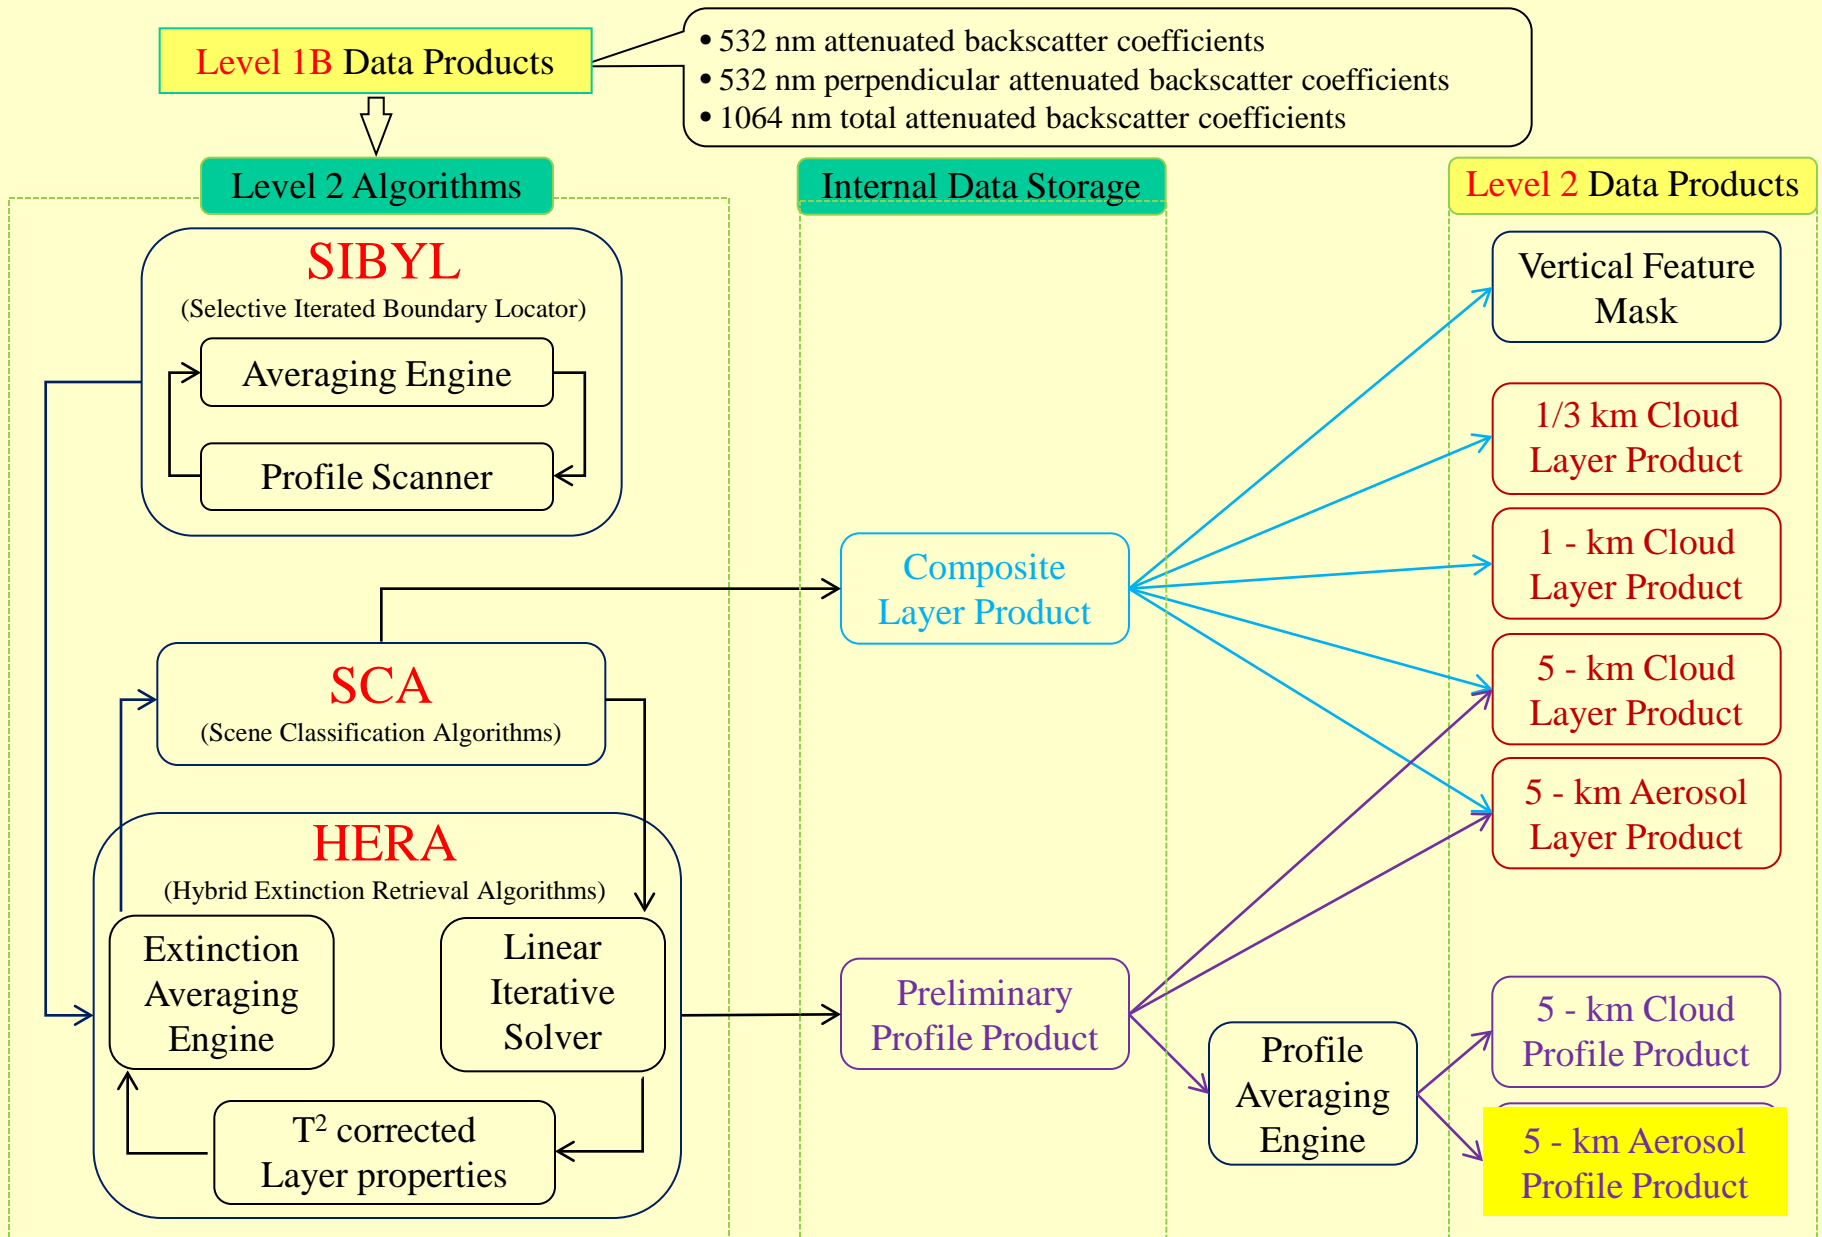 Level 1B Data Products
• 532 nm attenuated backscatter coefficients
• 532 nm perpendicular attenuated backscatter coefficients
• 1064 nm total attenuated backscatter coefficients
Level 2 Algorithms
Internal Data Storage
Level 2 Data Products
SIBYL
(Selective Iterated Boundary Locator)
Averaging Engine
Profile Scanner
SCA
(Scene Classification Algorithms)
HERA
(Hybrid Extinction Retrieval Algorithms)
Extinction
Averaging
Engine
Linear
Iterative
Solver
T² corrected
Layer properties
Composite
Layer Product
Preliminary
Profile Product
Profile
Averaging
Engine
Vertical Feature
Mask
1/3 km Cloud
Layer Product
1 - km Cloud
Layer Product
5 - km Cloud
Layer Product
5 - km Aerosol
Layer Product
5 - km Cloud
Profile Product
5 - km Aerosol
Profile Product